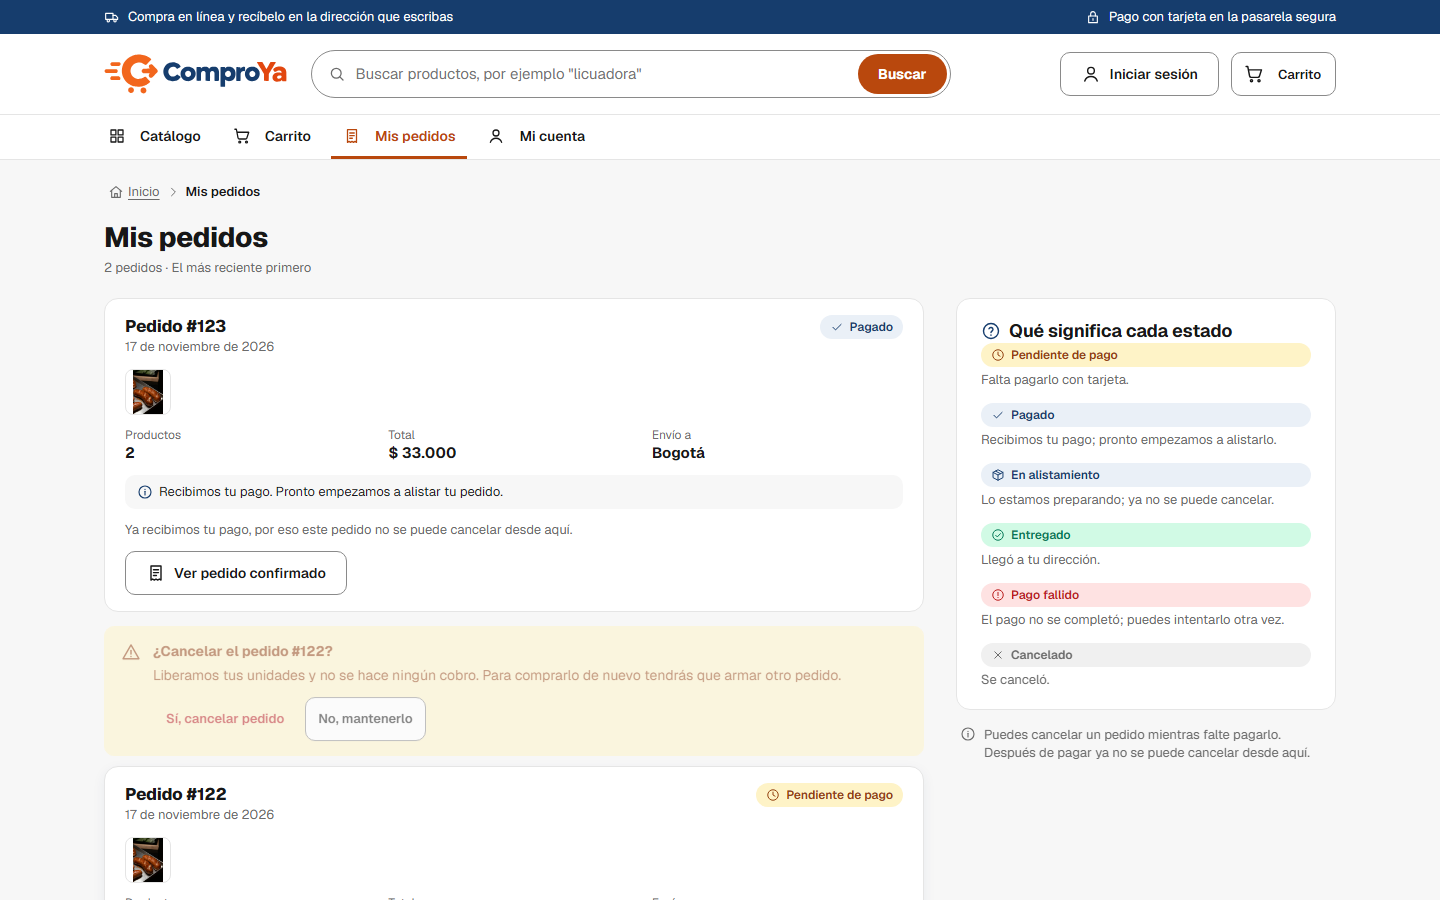 Compra en línea y recíbelo en la dirección que escribas
Pago con tarjeta en la pasarela segura
ComproYa
Buscar productos, por ejemplo "licuadora"
Buscar
Iniciar sesión
Carrito
Catálogo
Carrito
Mis pedidos
Mi cuenta
Inicio
Mis pedidos
Mis pedidos
2 pedidos · El más reciente primero
Pedido #123
Pagado
17 de noviembre de 2026
Productos
Total
Envío a
2
$ 33.000
Bogotá
Recibimos tu pago. Pronto empezamos a alistar tu pedido.
Ya recibimos tu pago, por eso este pedido no se puede cancelar desde aquí.
Ver pedido confirmado
¿Cancelar el pedido #122?
Liberamos tus unidades y no se hace ningún cobro. Para comprarlo de nuevo tendrás que armar otro pedido.
Sí, cancelar pedido
No, mantenerlo
Pedido #122
Pendiente de pago
17 de noviembre de 2026
Qué significa cada estado
Pendiente de pago
Falta pagarlo con tarjeta.
Pagado
Recibimos tu pago; pronto empezamos a alistarlo.
En alistamiento
Lo estamos preparando; ya no se puede cancelar.
Entregado
Llegó a tu dirección.
Pago fallido
El pago no se completó; puedes intentarlo otra vez.
Cancelado
Se canceló.
Puedes cancelar un pedido mientras falte pagarlo.
Después de pagar ya no se puede cancelar desde aquí.